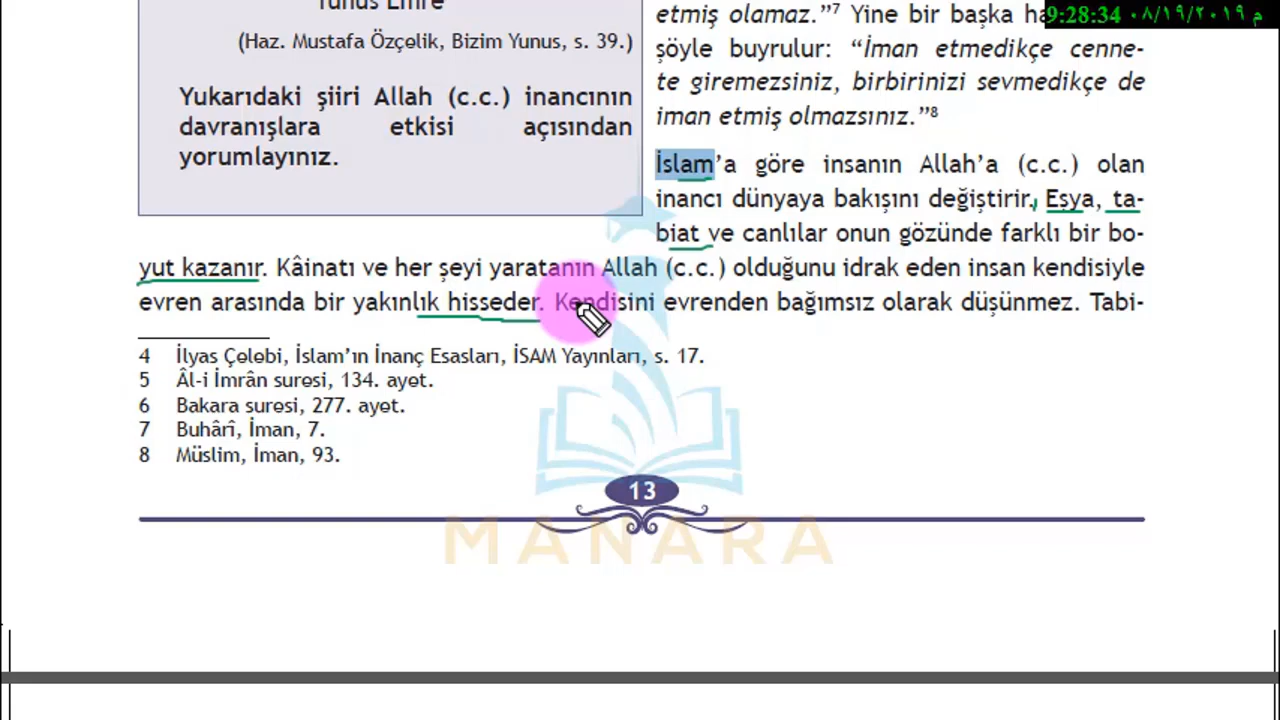 Yunus Emre
(Haz. Mustafa Özçelik, Bizim Yunus, s. 39.)
Yukarıdaki şiiri Allah (c.c.) inancının
davranışlara etkisi açısından
yorumlayınız.
etmiş olamaz.”7 Yine bir başka ha
şöyle buyrulur: “İman etmedikçe cenne-
te giremezsiniz, birbirinizi sevmedikçe de
iman etmiş olmazsınız.”8
İslam’a göre insanın Allah’a (c.c.) olan
inancı dünyaya bakışını değiştirir. Eşya, ta-
biat ve canlılar onun gözünde farklı bir bo-
yut kazanır. Kâinatı ve her şeyi yaratanın Allah (c.c.) olduğunu idrak eden insan kendisiyle
evren arasında bir yakınlık hisseder. Kendisini evrenden bağımsız olarak düşünmez. Tabi-
4 İlyas Çelebi, İslam’ın İnanç Esasları, İSAM Yayınları, s. 17.
5 Âl-i İmrân suresi, 134. ayet.
6 Bakara suresi, 277. ayet.
7 Buhârî, İman, 7.
8 Müslim, İman, 93.
13
MANARA
9:28:34 م ٠٨/١٩/٢٠١٩